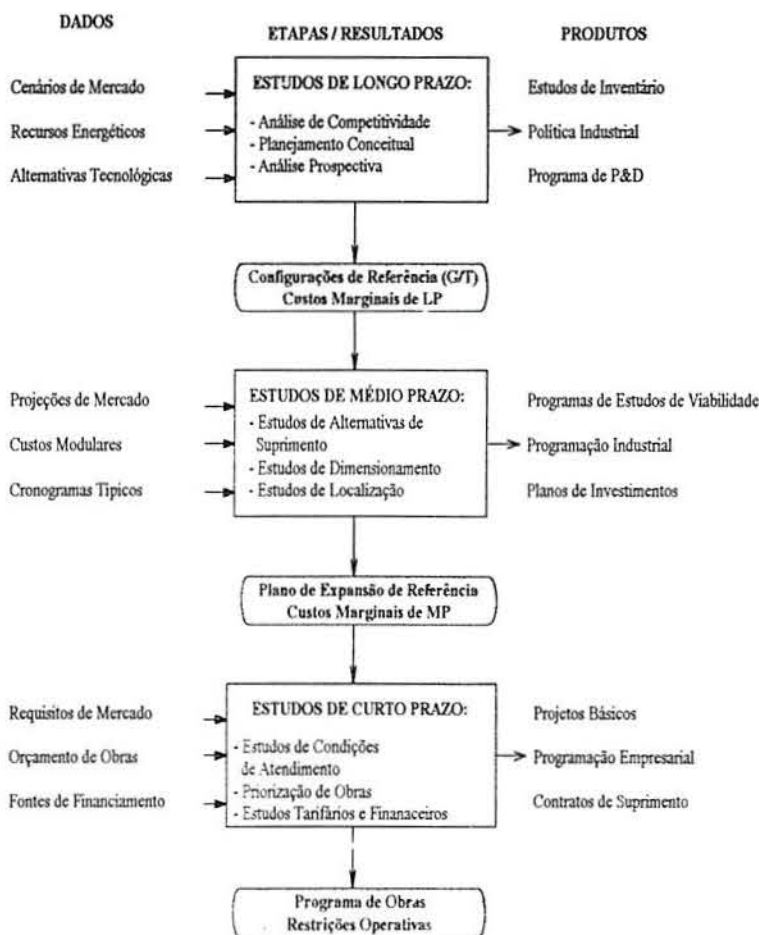 DADOS
ETAPAS / RESULTADOS
PRODUTOS
Cenários de Mercado
Recursos Energéticos
Alternativas Tecnológicas
ESTUDOS DE LONGO PRAZO:
- Análise de Competitividade
- Planejamento Conceitual
- Análise Prospectiva
Estudos de Inventário
Política Industrial
Programa de P&D
Configurações de Referência (G/T)
Custos Marginais de LP
Projeções de Mercado
Custos Modulares
Cronogramas Tipicos
ESTUDOS DE MÉDIO PRAZO:
- Estudos de Alternativas de
Suprimento
- Estudos de Dimensionamento
- Estudos de Localização
Programas de Estudos de Viabilidade
Programação Industrial
Planos de Investimentos
Plano de Expansão de Referência
Custos Marginais de MP
Requisitos de Mercado
Orçamento de Obras
Fontes de Financiamento
ESTUDOS DE CURTO PRAZO:
- Estudos de Condições
de Atendimento
- Priorização de Obras
- Estudos Tarifários e Finanaceiros
Projetos Básicos
Programação Empresarial
Contratos de Suprimento
Programa de Obras
Restrições Operativas